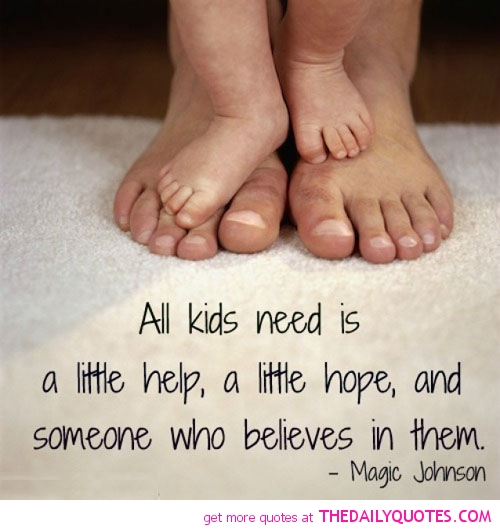 All kids need is
a little help, a little hope, and
someone who believes in them.
- Magic Johnson
get more quotes at THEDAILYQUOTES.COM